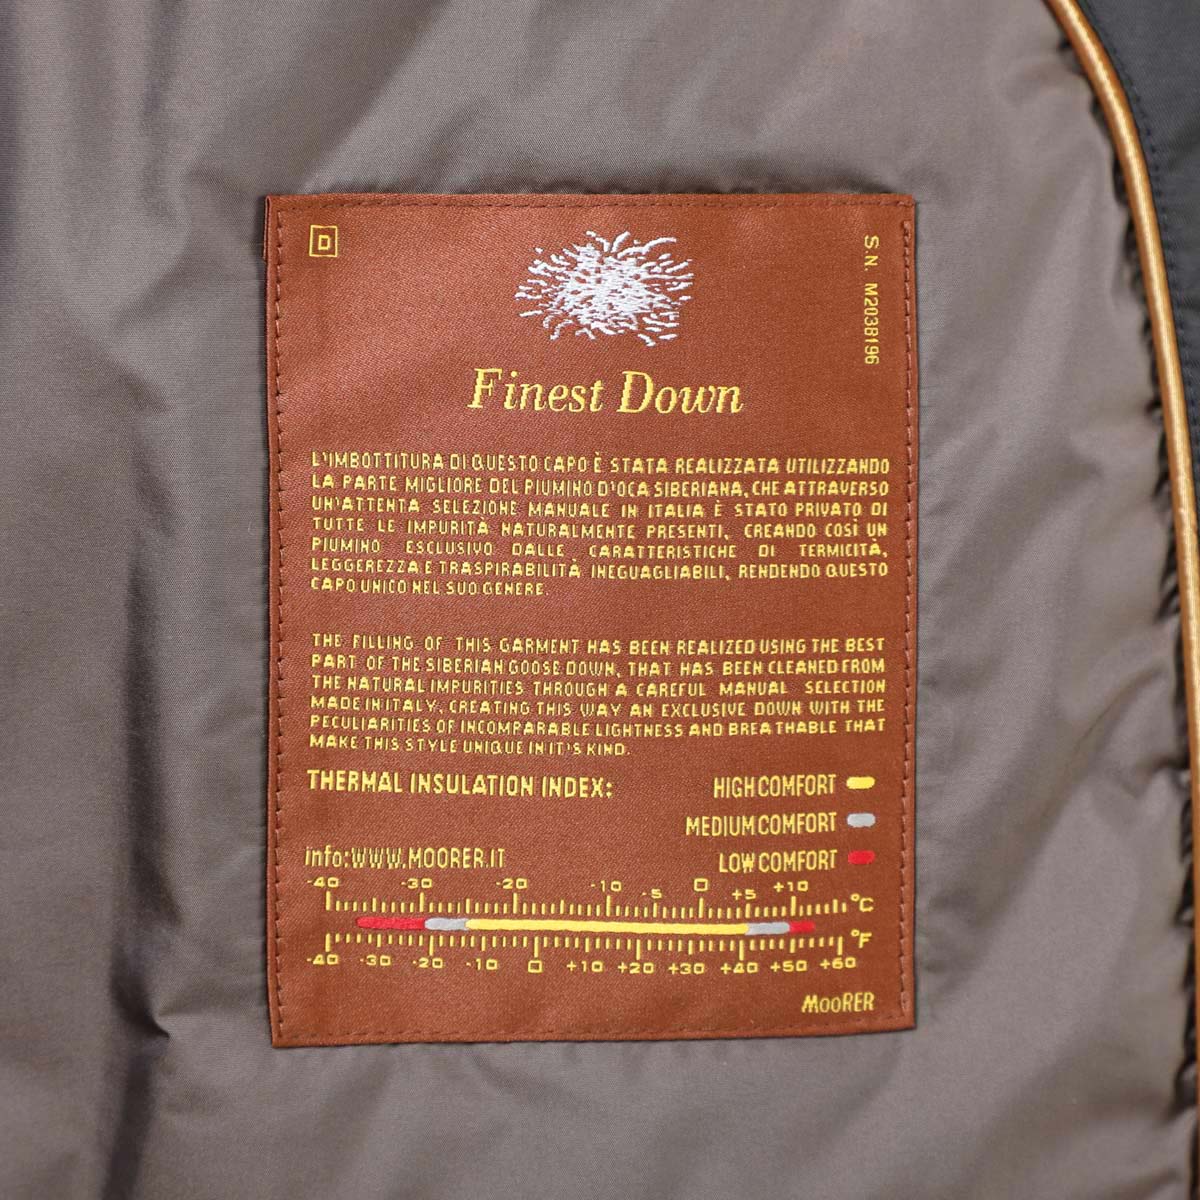 D
S.N. M2038196
Finest Down
L'IMBOTTITURA DI QUESTO CAPO È STATA REALIZZATA UTILIZZANDO
LA PARTE MIGLIORE DEL PIUMINO D'OCA SIBERIANA, CHE ATTRAVERSO
UN'ATTENTA SELEZIONE MANUALE IN ITALIA È STATO PRIVATO DI
TUTTE LE IMPURITÀ NATURALMENTE PRESENTI, CREANDO COSÌ UN
PIUMINO ESCLUSIVO DALLE CARATTERISTICHE DI TERMICITÀ,
LEGGEREZZA E TRASPIRABILITÀ INEGUAGLIABILI, RENDENDO QUESTO
CAPO UNICO NEL SUO GENERE.
THE FILLING OF THIS GARMENT HAS BEEN REALIZED USING THE BEST
PART OF THE SIBERIAN GOOSE DOWN, THAT HAS BEEN CLEANED FROM
THE NATURAL IMPURITIES THROUGH A CAREFUL MANUAL SELECTION
MADE IN ITALY, CREATING THIS WAY AN EXCLUSIVE DOWN WITH THE
PECULIARITIES OF INCOMPARABLE LIGHTNESS AND BREATHABLE THAT
MAKE THIS STYLE UNIQUE IN IT'S KIND.
THERMAL INSULATION INDEX: HIGH COMFORT
MEDIUM COMFORT
info:WWW.MOORER.IT LOW COMFORT
-40 -30 -20 -10 -5 0 +5 +10
°C
°F
-40 -30 -20 -10 0 +10 +20 +30 +40 +50 +60
MOORER